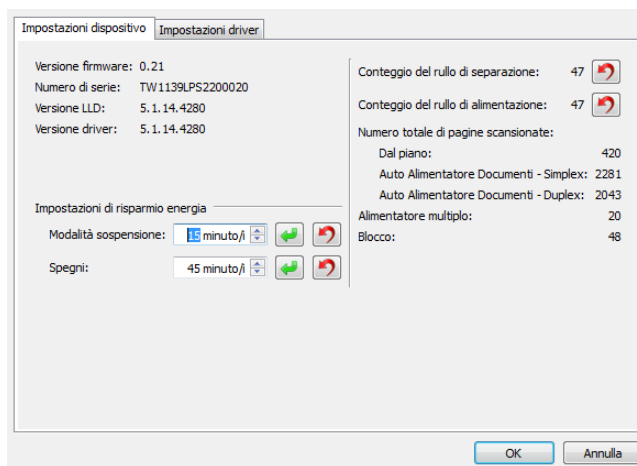 Impostazioni dispositivo
Impostazioni driver
Versione firmware: 0.21
Numero di serie: TW1139LPS2200020
Versione LLD: 5.1.14.4280
Versione driver: 5.1.14.4280
Impostazioni di risparmio energia
Modalità sospensione: 15 minuto/i
Spegni: 45 minuto/i
Conteggio del rullo di separazione: 47
Conteggio del rullo di alimentazione: 47
Numero totale di pagine scansionate:
Dal piano: 420
Auto Alimentatore Documenti - Simplex: 2281
Auto Alimentatore Documenti - Duplex: 2043
Alimentatore multiplo: 20
Blocco: 48
OK
Annulla